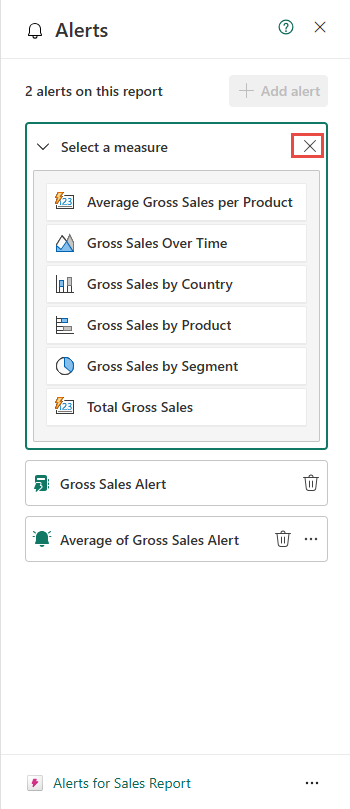 Alerts
2 alerts on this report
Add alert
Select a measure
Average Gross Sales per Product
Gross Sales Over Time
Gross Sales by Country
Gross Sales by Product
Gross Sales by Segment
Total Gross Sales
Gross Sales Alert
Average of Gross Sales Alert
Alerts for Sales Report